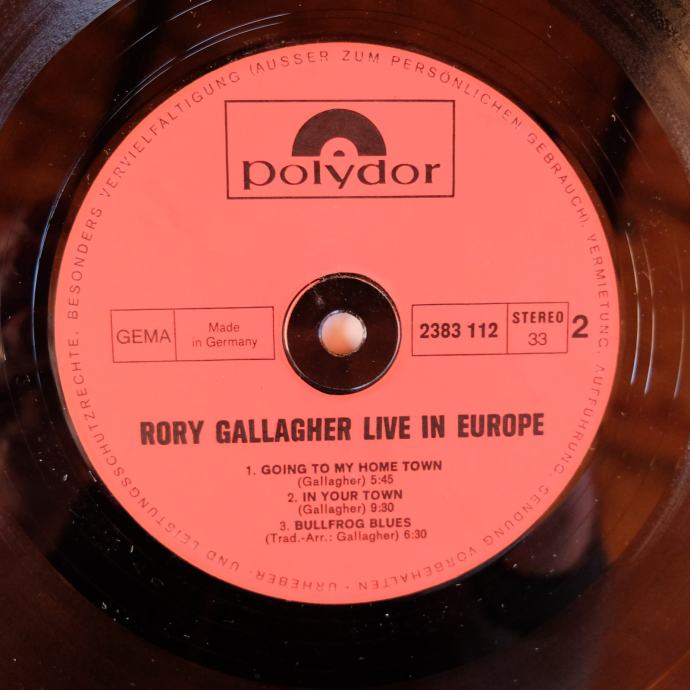 URHEBER- UND LEISTUNGSSCHUTZRECHTE, BESONDERS VERVIELFÄLTIGUNG (AUSSER ZUM PERSÖNLICHEN GEBRAUCH), VERMIETUNG, AUFFÜHRUNG, SENDUNG VORBEHALTEN ·
polydor
GEMA
Made
in Germany
2383 112
STEREO
33
2
RORY GALLAGHER LIVE IN EUROPE
1. GOING TO MY HOME TOWN
(Gallagher) 5:45
2. IN YOUR TOWN
(Gallagher) 9:30
3. BULLFROG BLUES
(Trad.-Arr.: Gallagher) 6:30